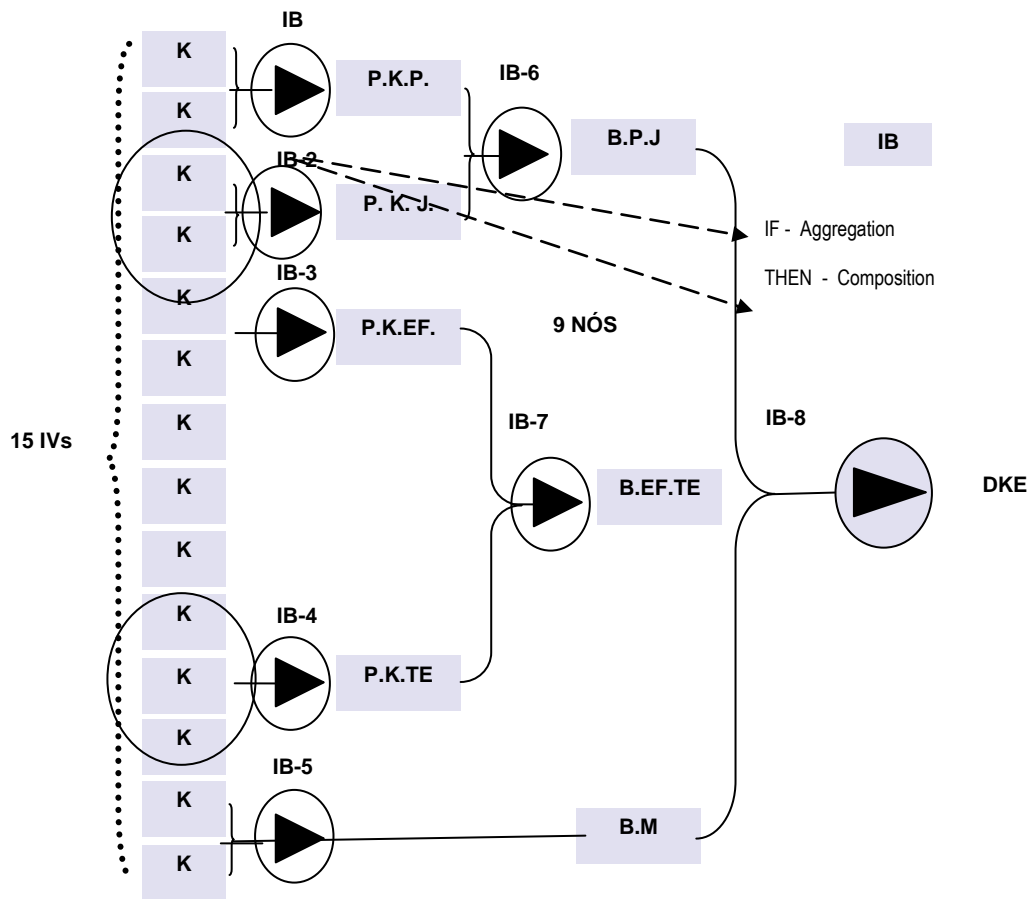 IB
K
P.K.P.
IB-6
K
B.P.J
IB
K
IB-2
P. K. J.
K
IF - Aggregation
THEN - Composition
IB-3
K
P.K.EF.
9 NÓS
K
15 IVs
K
IB-7
IB-8
K
B.EF.TE
DKE
K
K
IB-4
K
P.K.TE
K
IB-5
K
B.M
K